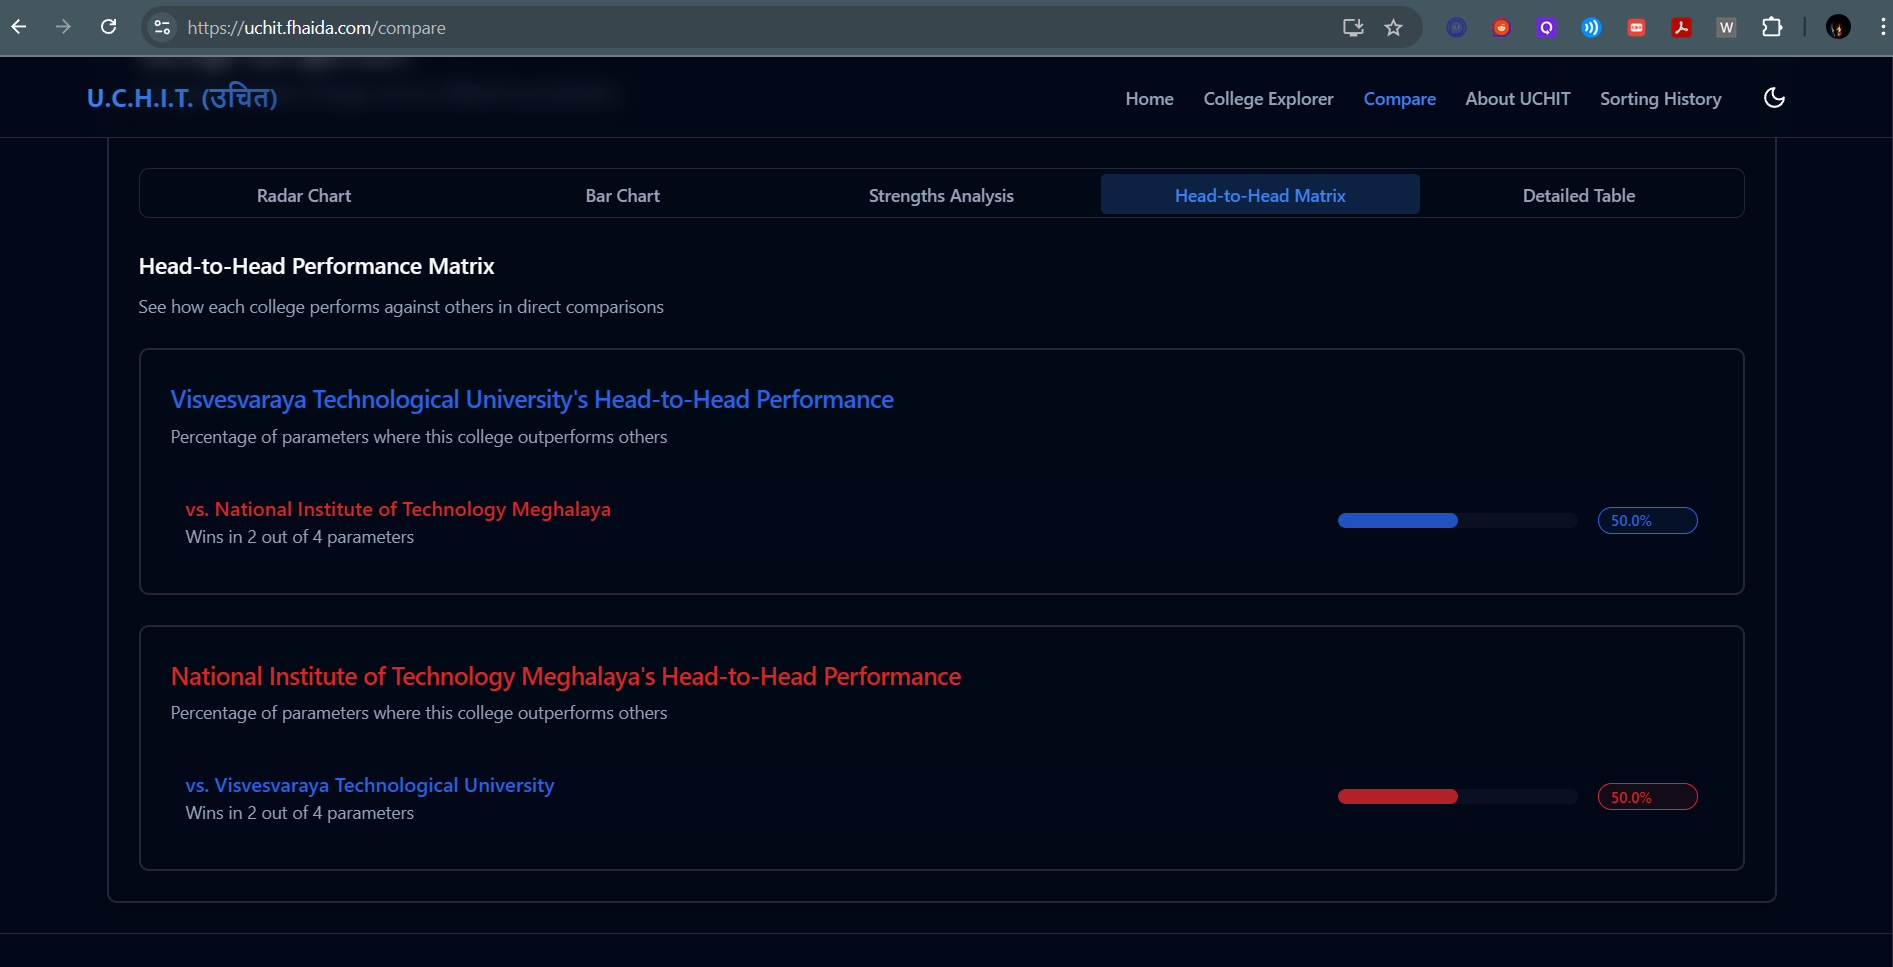 https://uchit.fhaida.com/compare
W
U.C.H.I.T. (उचित)
Home
College Explorer
Compare
About UCHIT
Sorting History
Radar Chart
Bar Chart
Strengths Analysis
Head-to-Head Matrix
Detailed Table
Head-to-Head Performance Matrix
See how each college performs against others in direct comparisons
Visvesvaraya Technological University's Head-to-Head Performance
Percentage of parameters where this college outperforms others
vs. National Institute of Technology Meghalaya
Wins in 2 out of 4 parameters
50.0%
National Institute of Technology Meghalaya's Head-to-Head Performance
Percentage of parameters where this college outperforms others
vs. Visvesvaraya Technological University
Wins in 2 out of 4 parameters
50.0%